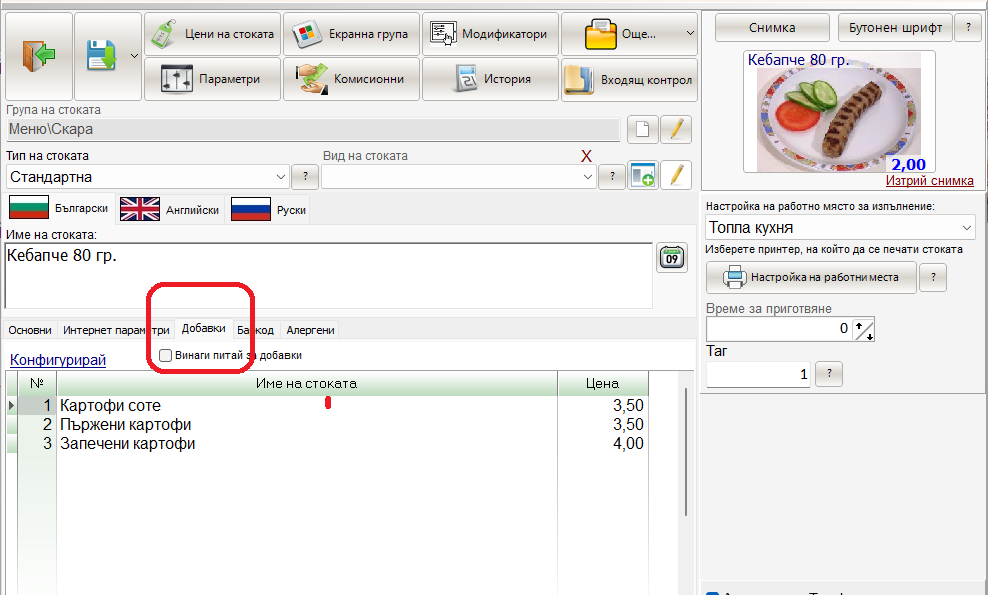 Цени на стоката
Екранна група
Модификатори
Още...
Параметри
Комисионни
История
Входящ контрол
Снимка
Бутонен шрифт
?
Група на стоката
Меню\Скара
Тип на стоката
Вид на стоката
X
Стандартна
?
?
Български
Английски
Руски
Име на стоката:
Кебапче 80 гр.
09
Основни
Интернет параметри
Добавки
Баркод
Алергени
Конфигурирай
Винаги питай за добавки
№
Име на стоката
Цена
1
Картофи соте
3,50
2
Пържени картофи
3,50
3
Запечени картофи
4,00
Кебапче 80 гр.
2,00
Изтрий снимка
Настройка на работно място за изпълнение:
Топла кухня
Изберете принтер, на който да се печати стоката
Настройка на работни места
?
Време за приготвяне
0
Таг
1
?